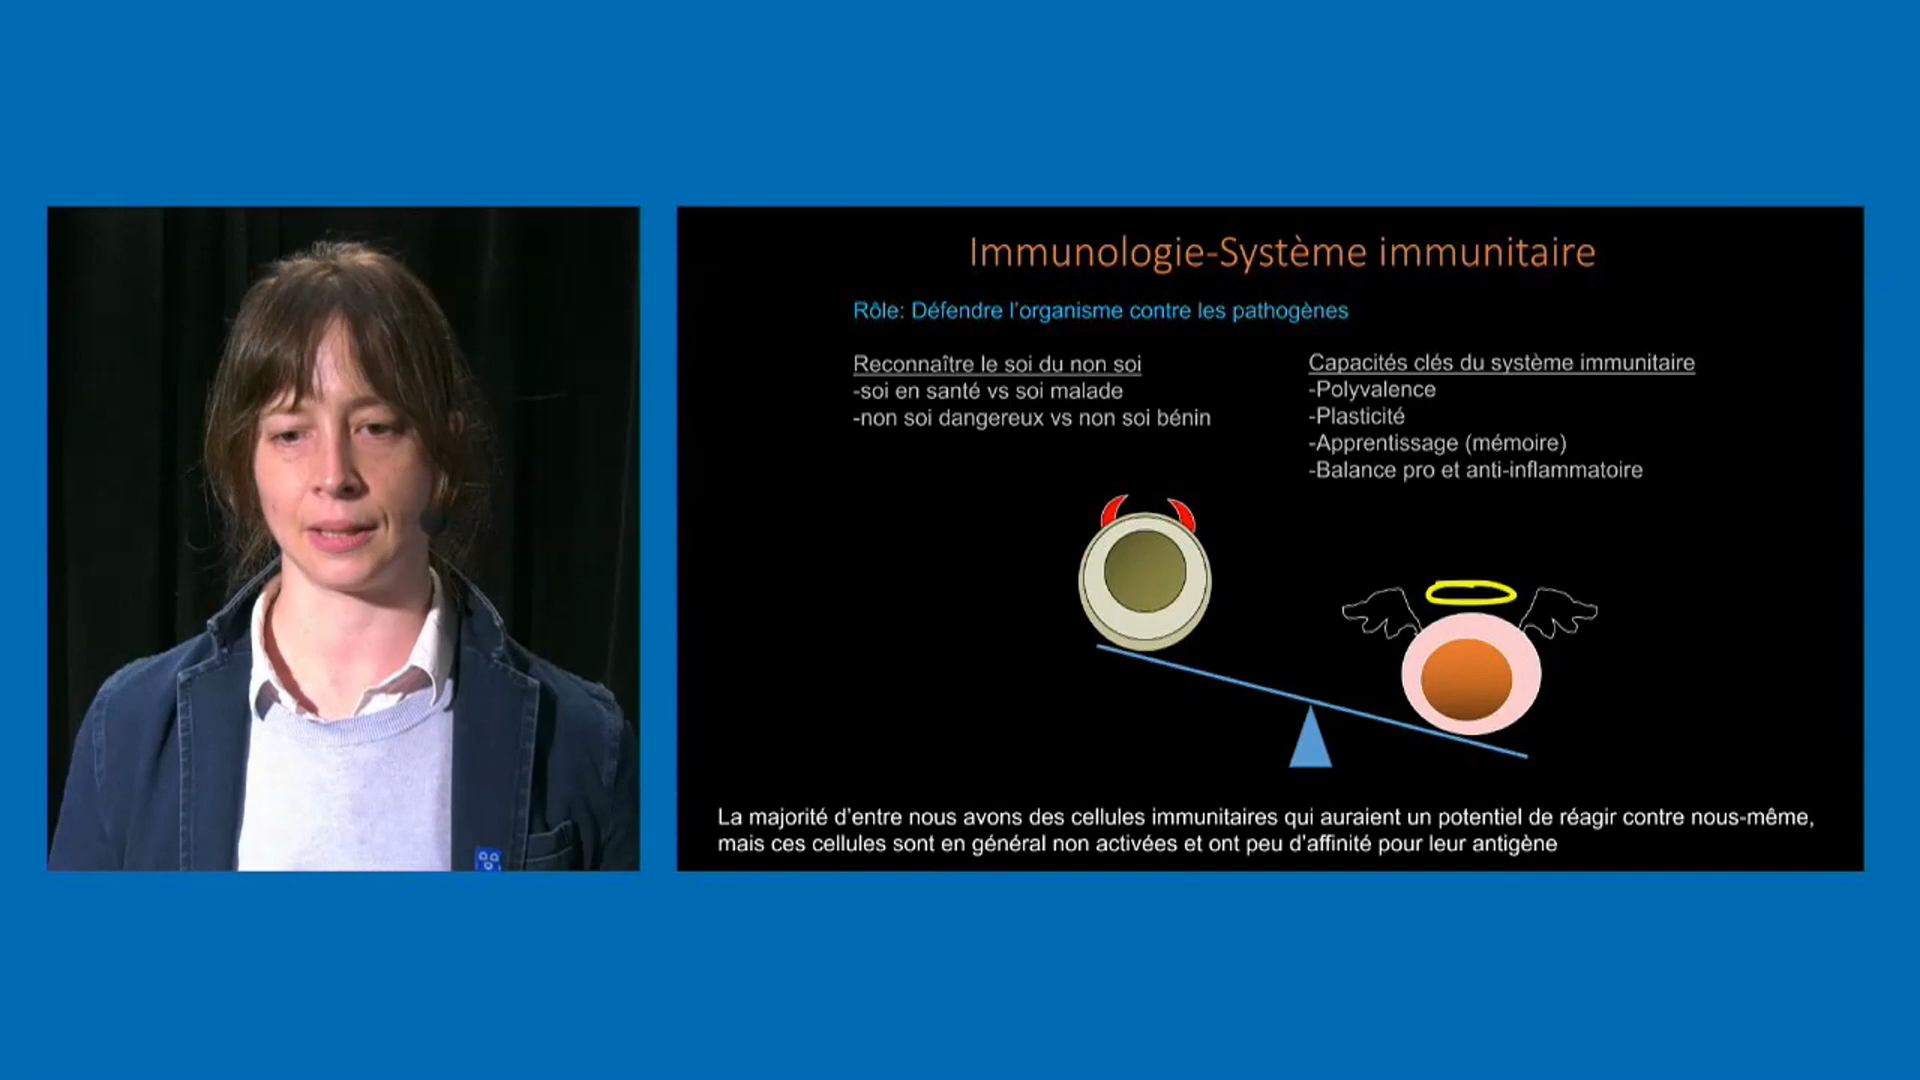 Immunologie-Système immunitaire
Rôle: Défendre l'organisme contre les pathogènes
Reconnaître le soi du non soi
-soi en santé vs soi malade
-non soi dangereux vs non soi bénin
Capacités clés du système immunitaire
-Polyvalence
-Plasticité
-Apprentissage (mémoire)
-Balance pro et anti-inflammatoire
La majorité d'entre nous avons des cellules immunitaires qui auraient un potentiel de réagir contre nous-même,
mais ces cellules sont en général non activées et ont peu d'affinité pour leur antigène